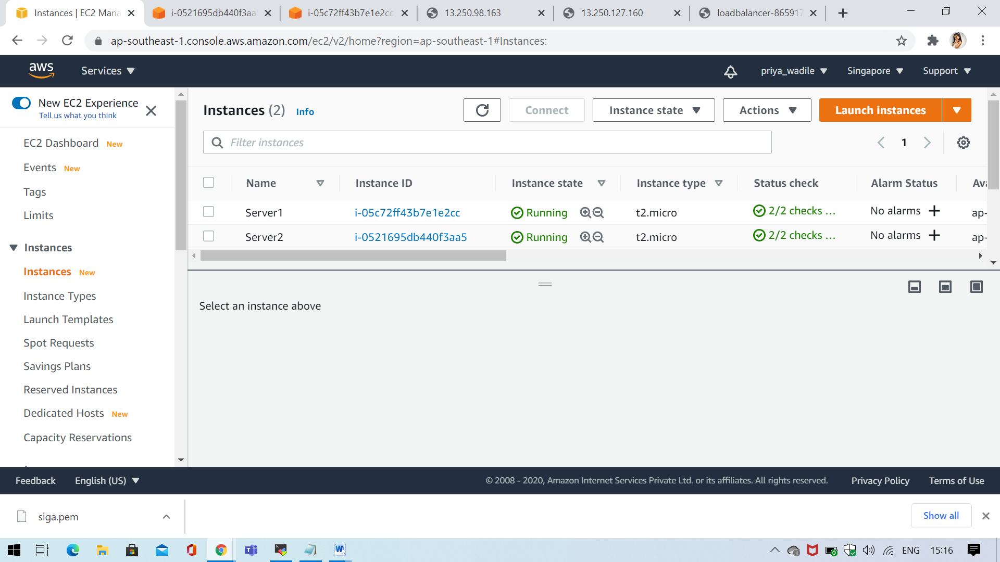 Instances | EC2 Mana
i-0521695db440f3aa
i-05c72ff43b7e1e2cc
13.250.98.163
13.250.127.160
loadbalancer-865917
ap-southeast-1.console.aws.amazon.com/ec2/v2/home?region=ap-southeast-1#Instances:
aws
Services
priya_wadile
Singapore
Support
New EC2 Experience
Tell us what you think
EC2 Dashboard New
Events New
Tags
Limits
Instances
Instances New
Instance Types
Launch Templates
Spot Requests
Savings Plans
Reserved Instances
Dedicated Hosts New
Capacity Reservations
Instances (2) Info
Connect
Instance state
Actions
Launch instances
Filter instances
1
Name Instance ID Instance state Instance type Status check Alarm Status Ava
Server1 i-05c72ff43b7e1e2cc Running t2.micro 2/2 checks ... No alarms + ap-
Server2 i-0521695db440f3aa5 Running t2.micro 2/2 checks ... No alarms + ap-
Select an instance above
Feedback English (US) © 2008 - 2020, Amazon Internet Services Private Ltd. or its affiliates. All rights reserved. Privacy Policy Terms of Use
siga.pem
Show all
ENG 15:16